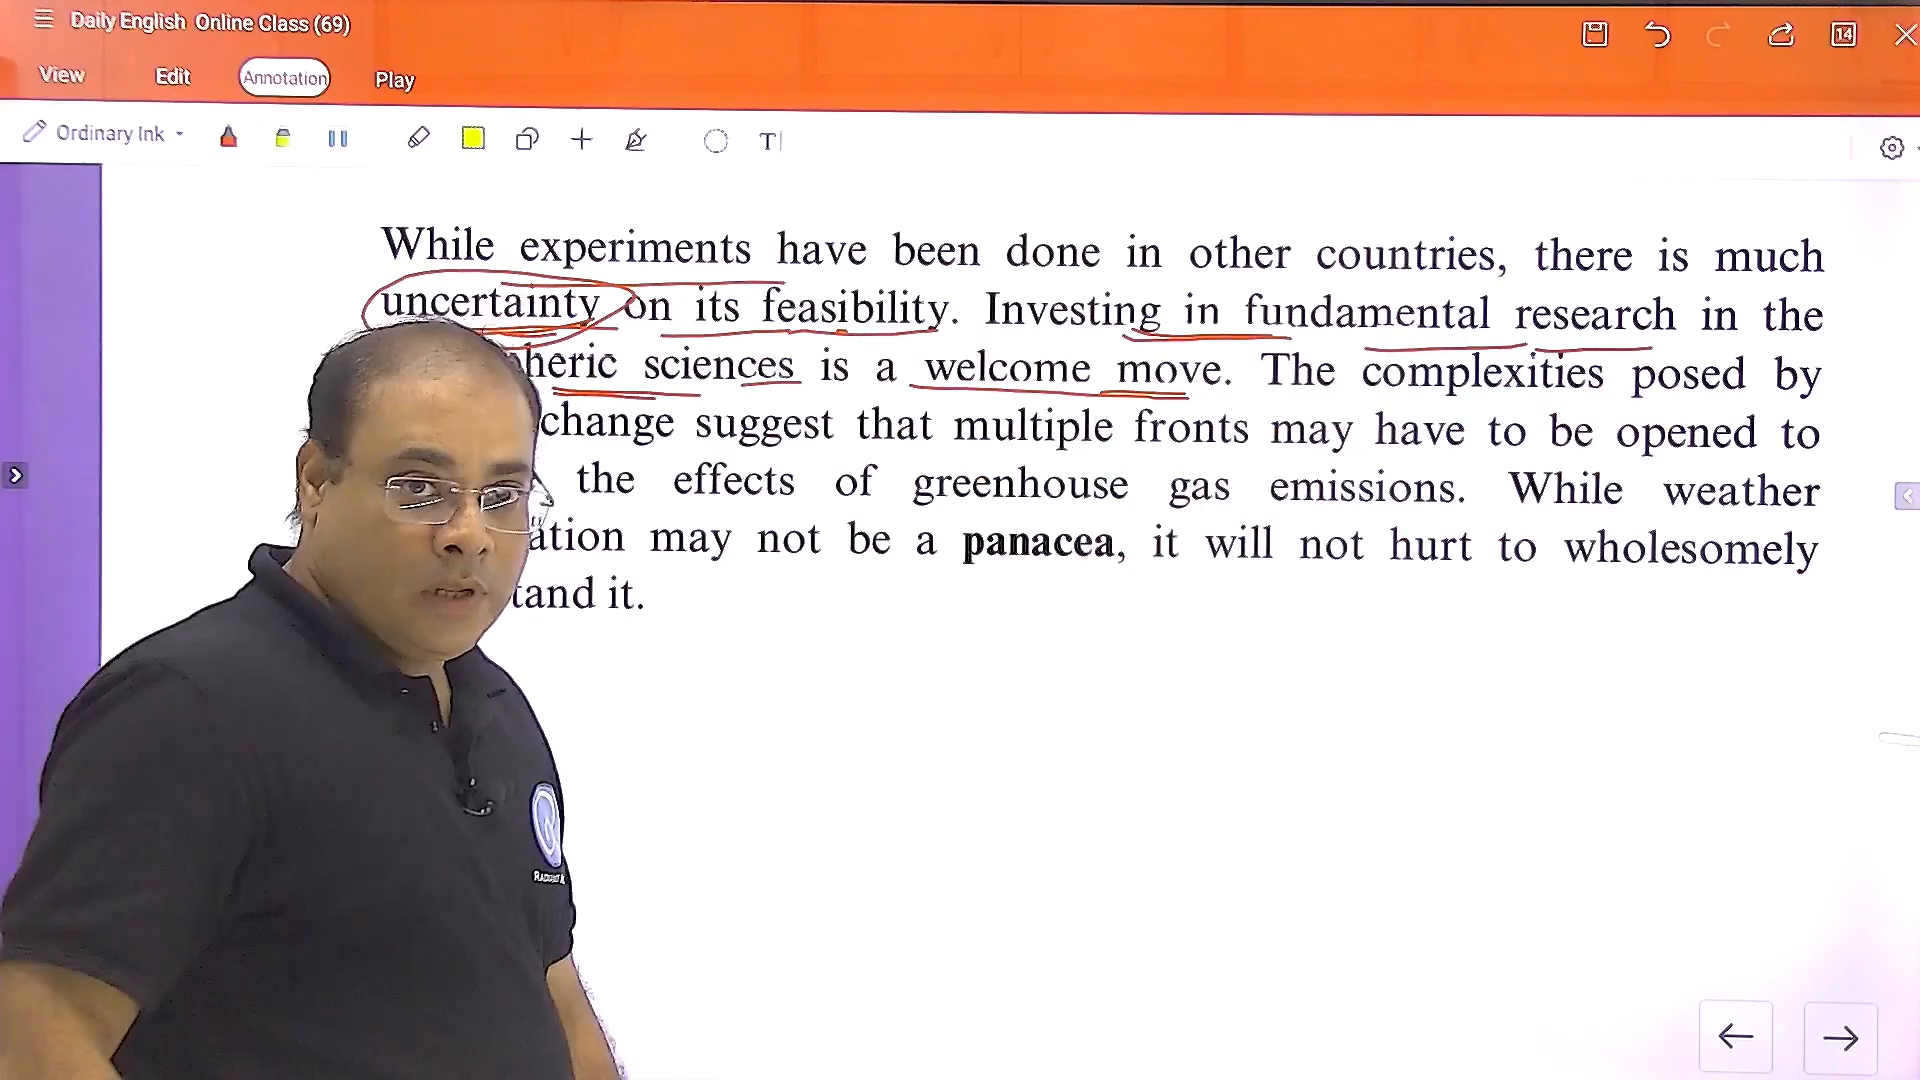 Daily English Online Class (69)
14
View Edit Annotation Play
Ordinary Ink
T
While experiments have been done in other countries, there is much
uncertainty on its feasibility. Investing in fundamental research in the
heric sciences is a welcome move. The complexities posed by
change suggest that multiple fronts may have to be opened to
the effects of greenhouse gas emissions. While weather
ation may not be a panacea, it will not hurt to wholesomely
tand it.